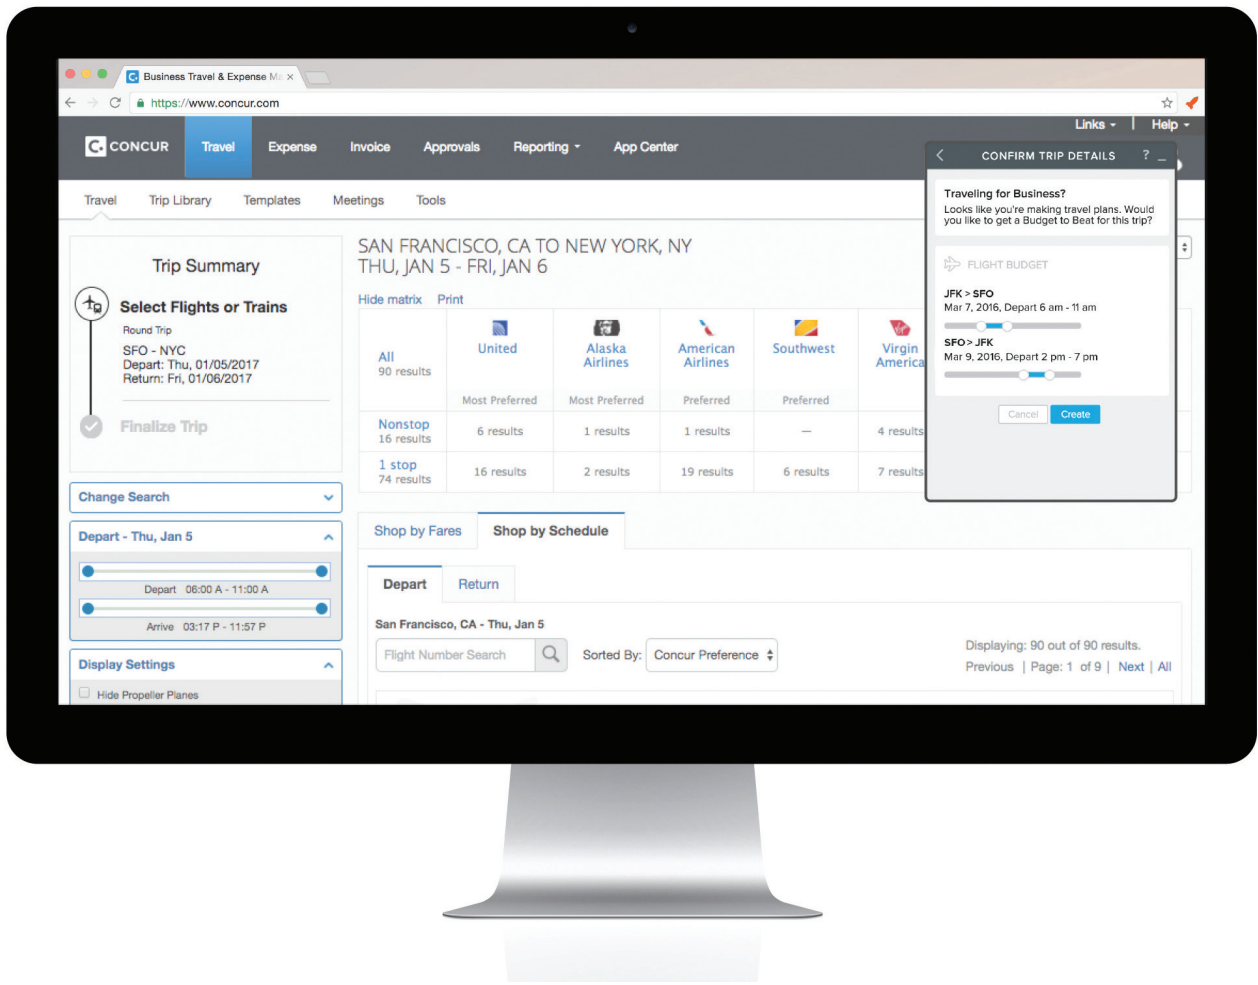 Business Travel & Expense Ma
https://www.concur.com
Links
Help
C. CONCUR
Travel
Expense
Invoice
Approvals
Reporting
App Center
Travel
Trip Library
Templates
Meetings
Tools
Trip Summary
Select Flights or Trains
Round Trip
SFO - NYC
Depart: Thu, 01/05/2017
Return: Fri, 01/06/2017
Finalize Trip
Change Search
Depart - Thu, Jan 5
Depart 06:00 A - 11:00 A
Arrive 03:17 P - 11:57 P
Display Settings
Hide Propeller Planes
SAN FRANCISCO, CA TO NEW YORK, NY
THU, JAN 5 - FRI, JAN 6
Hide matrix Print
All
90 results
United
Most Preferred
Alaska
Airlines
Most Preferred
American
Airlines
Preferred
Southwest
Preferred
Virgin
America
Nonstop
16 results
6 results
1 results
1 results
—
4 results
1 stop
74 results
16 results
2 results
19 results
6 results
7 results
Shop by Fares
Shop by Schedule
Depart
Return
San Francisco, CA - Thu, Jan 5
Flight Number Search
Sorted By: Concur Preference
Displaying: 90 out of 90 results.
Previous | Page: 1 of 9 | Next | All
CONFIRM TRIP DETAILS ? _
Traveling for Business?
Looks like you're making travel plans. Would
you like to get a Budget to Beat for this trip?
FLIGHT BUDGET
JFK > SFO
Mar 7, 2016, Depart 6 am - 11 am
SFO > JFK
Mar 9, 2016, Depart 2 pm - 7 pm
Cancel
Create